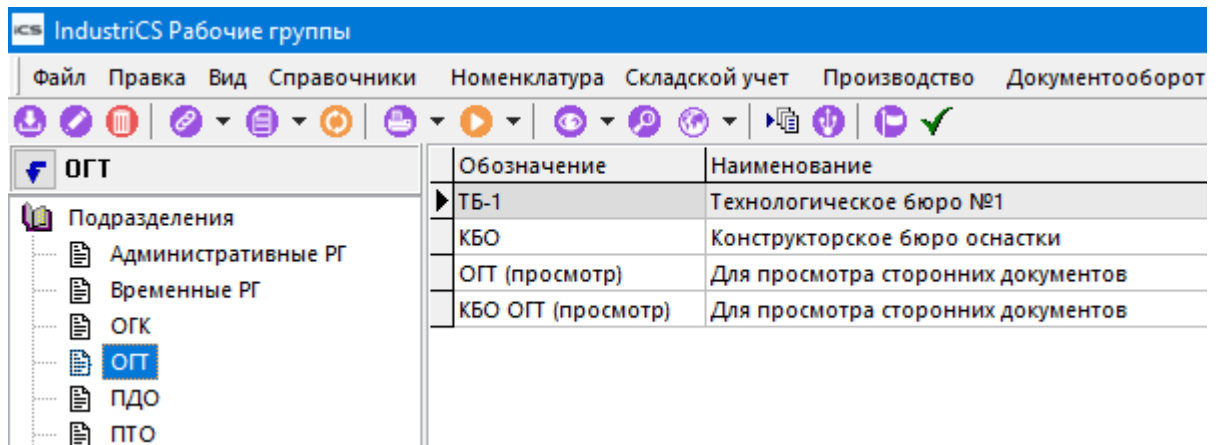 iCS IndustriCS Рабочие группы
Файл Правка Вид Справочники Номенклатура Складской учет Производство Документооборот
ОГТ
Обозначение Наименование
Подразделения
ТБ-1 Технологическое бюро №1
Административные РГ
КБО Конструкторское бюро оснастки
Временные РГ
ОГТ (просмотр) Для просмотра сторонних документов
ОГК
КБО ОГТ (просмотр) Для просмотра сторонних документов
ОГТ
ПДО
ПТО